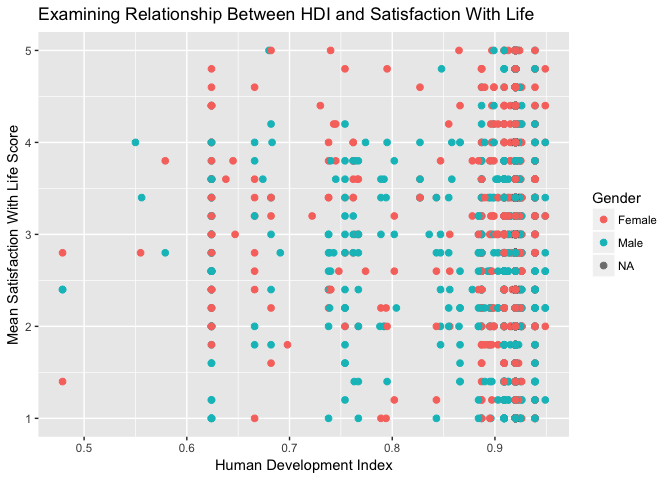 Examining Relationship Between HDI and Satisfaction With Life
Mean Satisfaction With Life Score
5
4
3
2
1
0.5 0.6 0.7 0.8 0.9
Human Development Index
Gender
Female
Male
NA